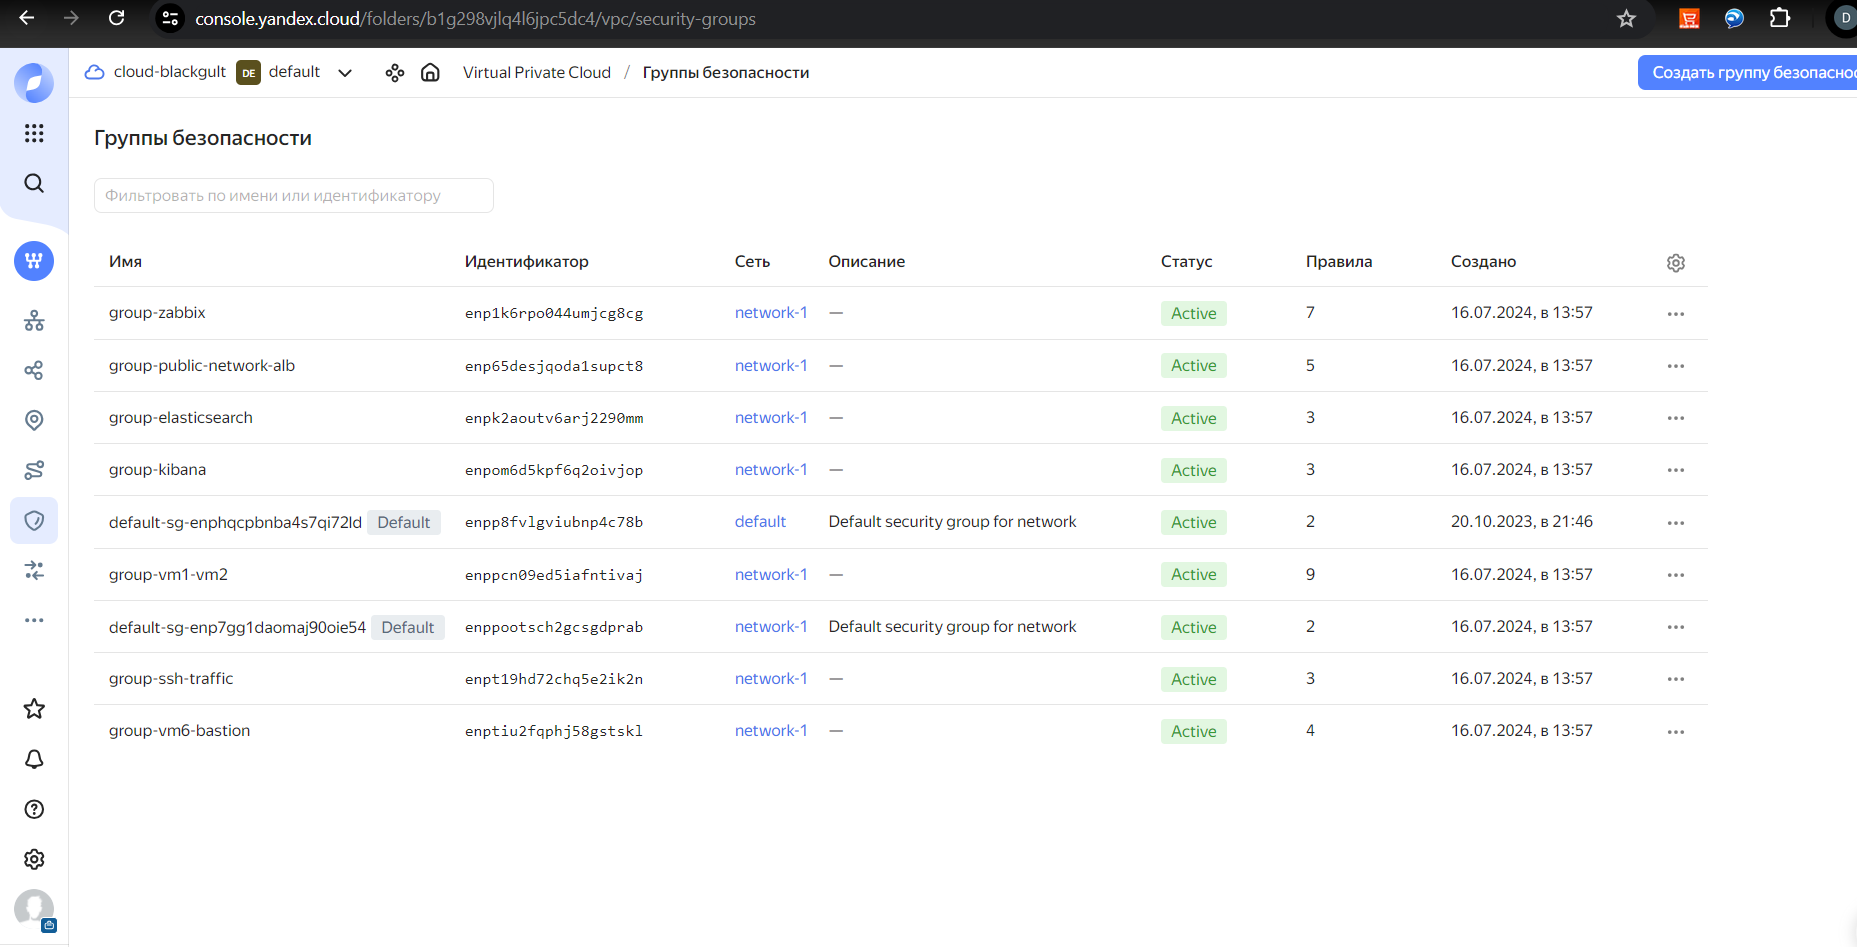 console.yandex.cloud/folders/b1g298vjlq4l6jpc5dc4/vpc/security-groups
D
cloud-blackgult DE default Virtual Private Cloud / Группы безопасности
Создать группу безопасно
Группы безопасности
Фильтровать по имени или идентификатору
Имя Идентификатор Сеть Описание Статус Правила Создано
group-zabbix enp1k6rpo044umjcg8cg network-1 — Active 7 16.07.2024, в 13:57
group-public-network-alb enp65desjqoda1supct8 network-1 — Active 5 16.07.2024, в 13:57
group-elasticsearch enpk2aoutv6arj2290mm network-1 — Active 3 16.07.2024, в 13:57
group-kibana enpom6d5kpf6q2oivjop network-1 — Active 3 16.07.2024, в 13:57
default-sg-enphqcpbnba4s7qi72ld Default enpp8fvlgviubnp4c78b default Default security group for network Active 2 20.10.2023, в 21:46
group-vm1-vm2 enppcn09ed5iafntivaj network-1 — Active 9 16.07.2024, в 13:57
default-sg-enp7gg1daomaj90oie54 Default enppootsch2gcsgdprab network-1 Default security group for network Active 2 16.07.2024, в 13:57
group-ssh-traffic enpt19hd72chq5e2ik2n network-1 — Active 3 16.07.2024, в 13:57
group-vm6-bastion enptiu2fqphj58gstskl network-1 — Active 4 16.07.2024, в 13:57